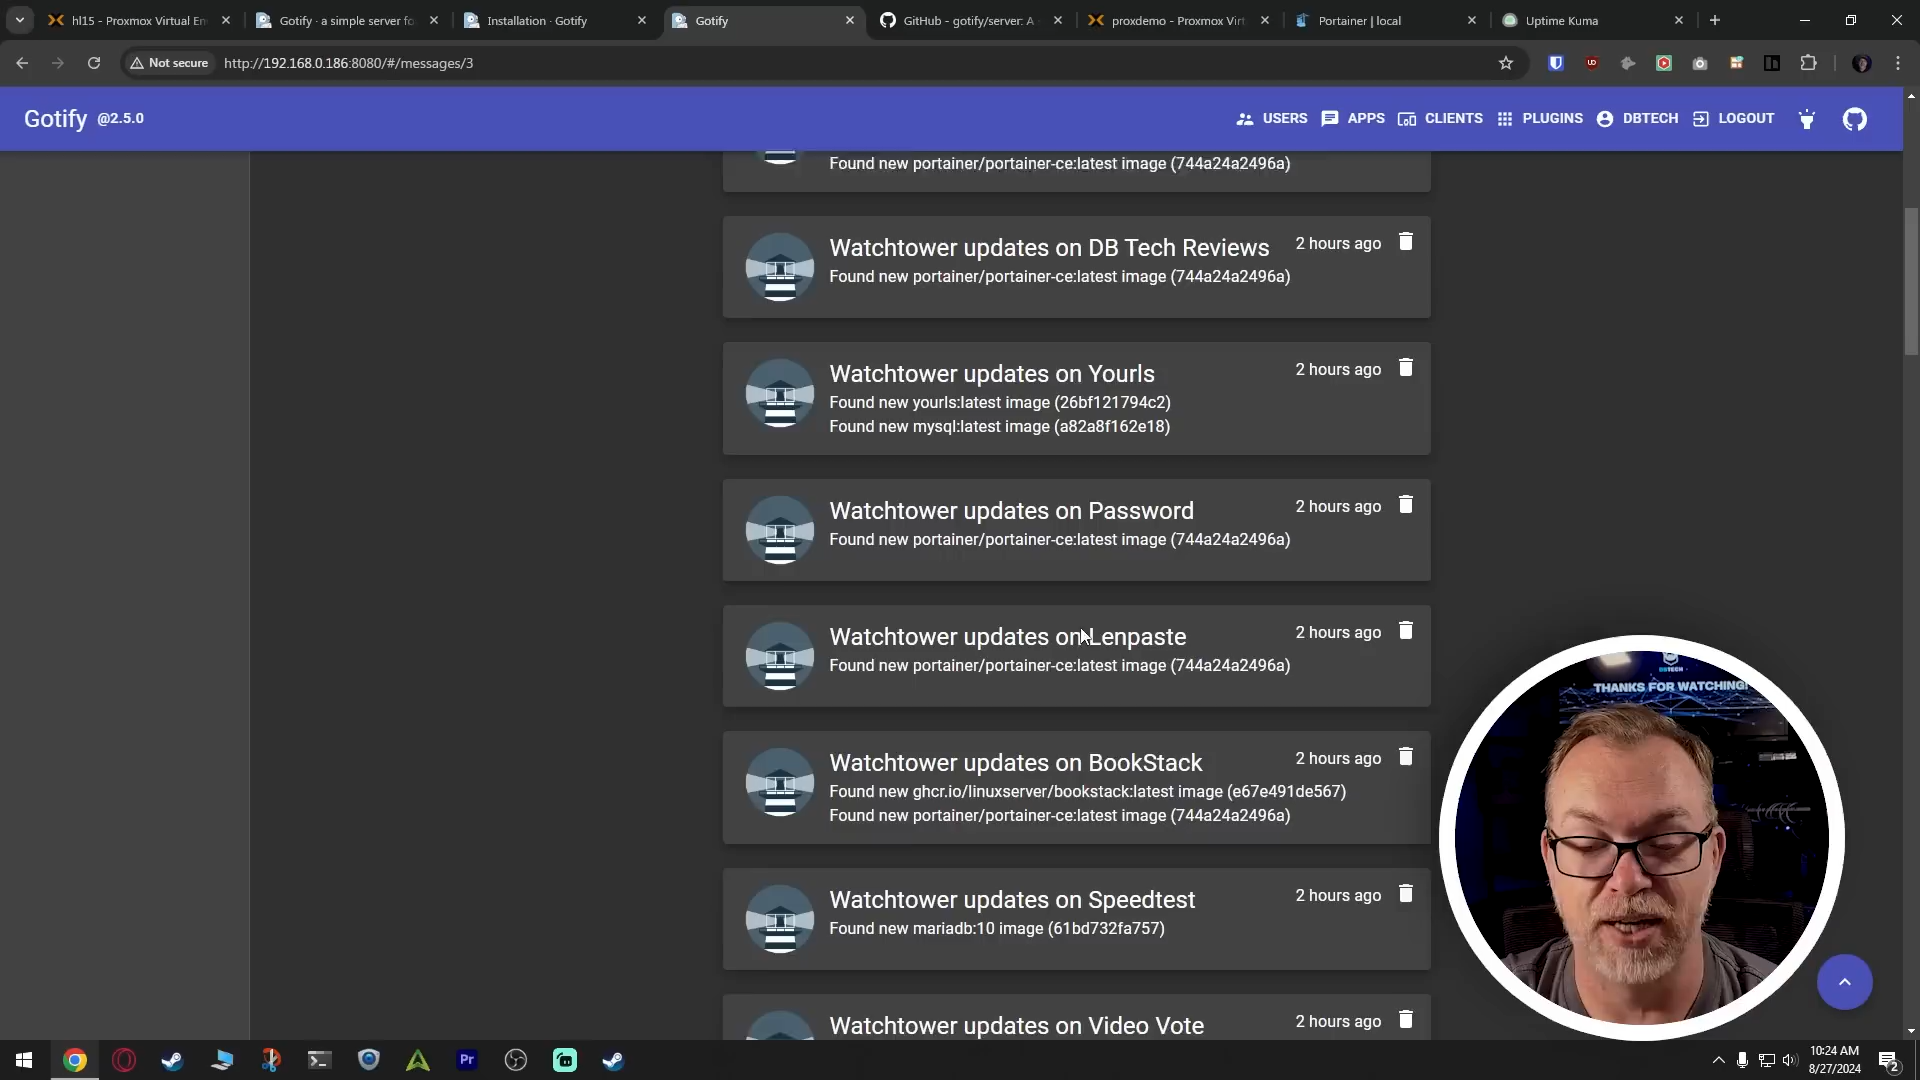 hl15 - Proxmox Virtual En
Gotify · a simple server fo
Installation · Gotify
Gotify
GitHub - gotify/server: A
proxdemo - Proxmox Virt
Portainer | local
Uptime Kuma
Not secure
http://192.168.0.186:8080/#/messages/3
Gotify @2.5.0
USERS
APPS
CLIENTS
PLUGINS
DBTECH
LOGOUT
Found new portainer/portainer-ce:latest image (744a24a2496a)
Watchtower updates on DB Tech Reviews
2 hours ago
Found new portainer/portainer-ce:latest image (744a24a2496a)
Watchtower updates on Yourls
2 hours ago
Found new yourls:latest image (26bf121794c2)
Found new mysql:latest image (a82a8f162e18)
Watchtower updates on Password
2 hours ago
Found new portainer/portainer-ce:latest image (744a24a2496a)
Watchtower updates on Lenpaste
2 hours ago
Found new portainer/portainer-ce:latest image (744a24a2496a)
Watchtower updates on BookStack
2 hours ago
Found new ghcr.io/linuxserver/bookstack:latest image (e67e491de567)
Found new portainer/portainer-ce:latest image (744a24a2496a)
Watchtower updates on Speedtest
2 hours ago
Found new mariadb:10 image (61bd732fa757)
Watchtower updates on Video Vote
2 hours ago
DBTECH
THANKS FOR WATCHING!
Pr
10:24 AM
8/27/2024
2